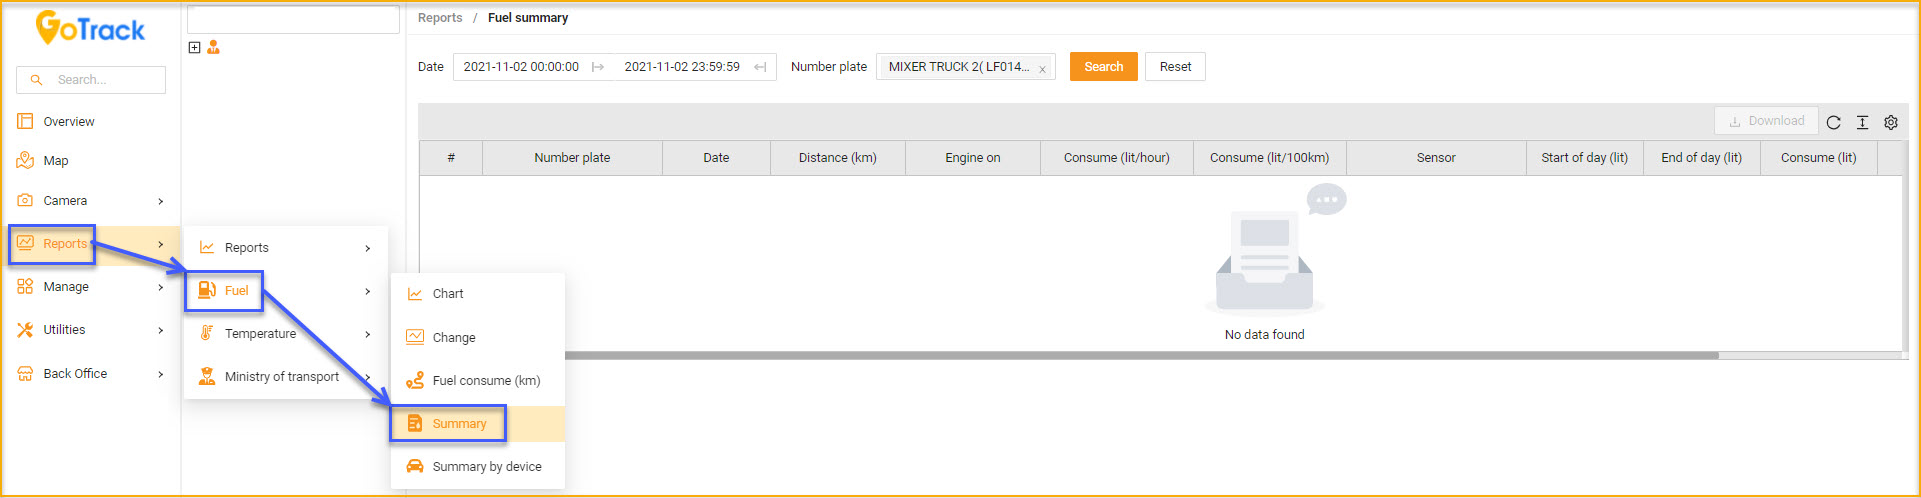 GoTrack
Search...
Overview
Map
Camera
Reports
Manage
Utilities
Back Office
Reports
Fuel
Temperature
Ministry of transport
Chart
Change
Fuel consume (km)
Summary
Summary by device
Reports / Fuel summary
Date 2021-11-02 00:00:00 2021-11-02 23:59:59 Number plate MIXER TRUCK 2( LF014... x Search Reset
Download
# Number plate Date Distance (km) Engine on Consume (lit/hour) Consume (lit/100km) Sensor Start of day (lit) End of day (lit) Consume (lit)
No data found